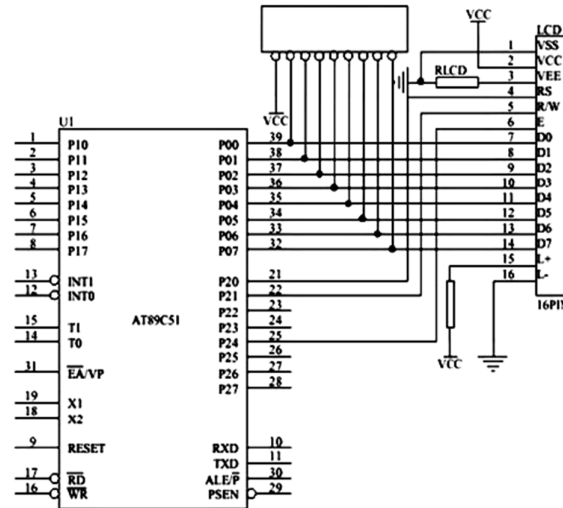 VCC
LCD
1 VSS
2 VCC
RLCD 3 VEE
4 RS
5 R/W
6 E
7 D0
8 D1
9 D2
10 D3
11 D4
12 D5
13 D6
14 D7
15 L+
16 L-
16PIN
VCC
VCC
U1
AT89C51
1 P10
2 P11
3 P12
4 P13
5 P14
6 P15
7 P16
8 P17
13 INT1
12 INT0
15 T1
14 T0
31 EA/VP
19 X1
18 X2
9 RESET
17 RD
16 WR
P00 39
P01 38
P02 37
P03 36
P04 35
P05 34
P06 33
P07 32
P20 21
P21 22
P22 23
P23 24
P24 25
P25 26
P26 27
P27 28
RXD 10
TXD 11
ALE/P 30
PSEN 29